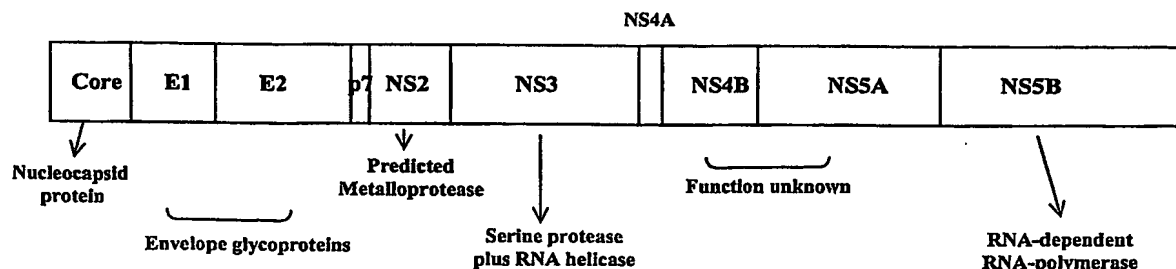 NS4A
Core E1 E2 p7 NS2 NS3 NS4B NS5A NS5B
Nucleocapsid
protein
Envelope glycoproteins
Predicted
Metalloprotease
Serine protease
plus RNA helicase
Function unknown
RNA-dependent
RNA-polymerase